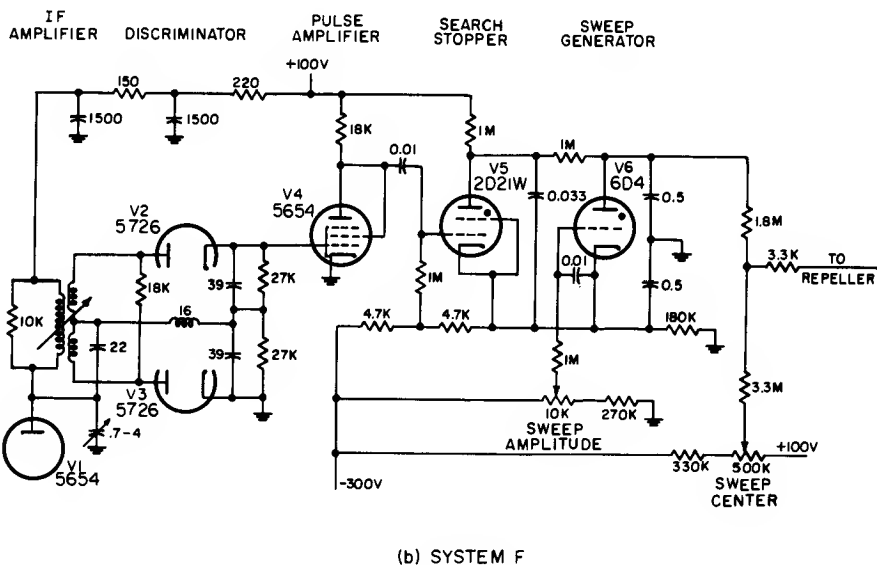 IF
AMPLIFIER
DISCRIMINATOR
PULSE
AMPLIFIER
SEARCH
STOPPER
SWEEP
GENERATOR
+100V
150
220
1500
1500
18K
0.01
1M
1M
V5
2D21W
V6
6D4
0.033
0.5
V4
5654
V2
5726
1.8M
3.3K
TO
REPELLER
18K
39
27K
1M
0.01
0.5
10K
16
22
39
27K
4.7K
4.7K
180K
1M
3.3M
V3
5726
.7-4
10K
270K
SWEEP
AMPLITUDE
V1
5654
330K
500K
+100V
SWEEP
CENTER
-300V
(b) SYSTEM F